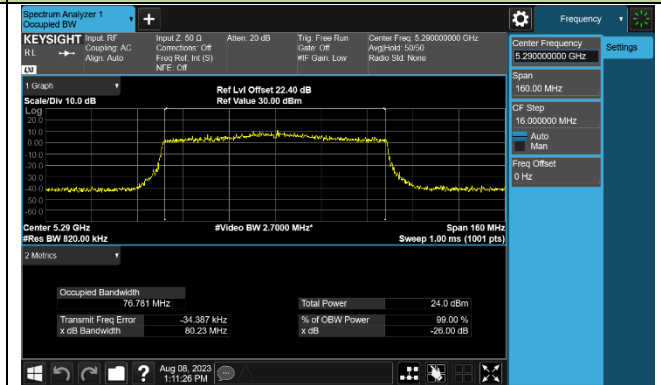 Spectrum Analyzer 1
Occupied BW
+
Frequency
KEYSIGHT
R L
LXI
Input: RF
Coupling: AC
Align: Auto
Input Z: 50 Ω
Corrections: Off
Freq Ref: Int (S)
NFE: Off
Atten: 20 dB
Trig: Free Run
Gate: Off
#IF Gain: Low
Center Freq: 5.290000000 GHz
Avg|Hold: 50/50
Radio Std: None
Center Frequency
5.290000000 GHz
Settings
Span
160.00 MHz
CF Step
16.000000 MHz
Auto
Man
Freq Offset
0 Hz
1 Graph
Scale/Div 10.0 dB
Ref Lvl Offset 22.40 dB
Ref Value 30.00 dBm
Log
20.0
10.0
0.00
-10.0
-20.0
-30.0
-40.0
-50.0
-60.0
Center 5.29 GHz
#Video BW 2.7000 MHz*
Span 160 MHz
#Res BW 820.00 kHz
Sweep 1.00 ms (1001 pts)
2 Metrics
Occupied Bandwidth
76.781 MHz
Total Power
24.0 dBm
Transmit Freq Error
-34.387 kHz
% of OBW Power
99.00 %
x dB Bandwidth
80.23 MHz
x dB
-26.00 dB
?
Aug 08, 2023
1:11:26 PM